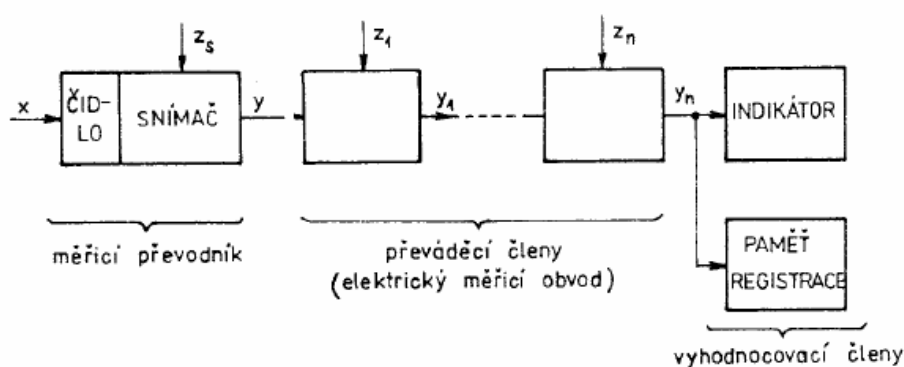 z_s
z_1
z_n
x
ČID-
LO
SNÍMAČ
y
y_1
y_n
INDIKÁTOR
měřicí převodník
převáděcí členy
(elektrický měřicí obvod)
PAMĚŤ
REGISTRACE
vyhodnocovací členy